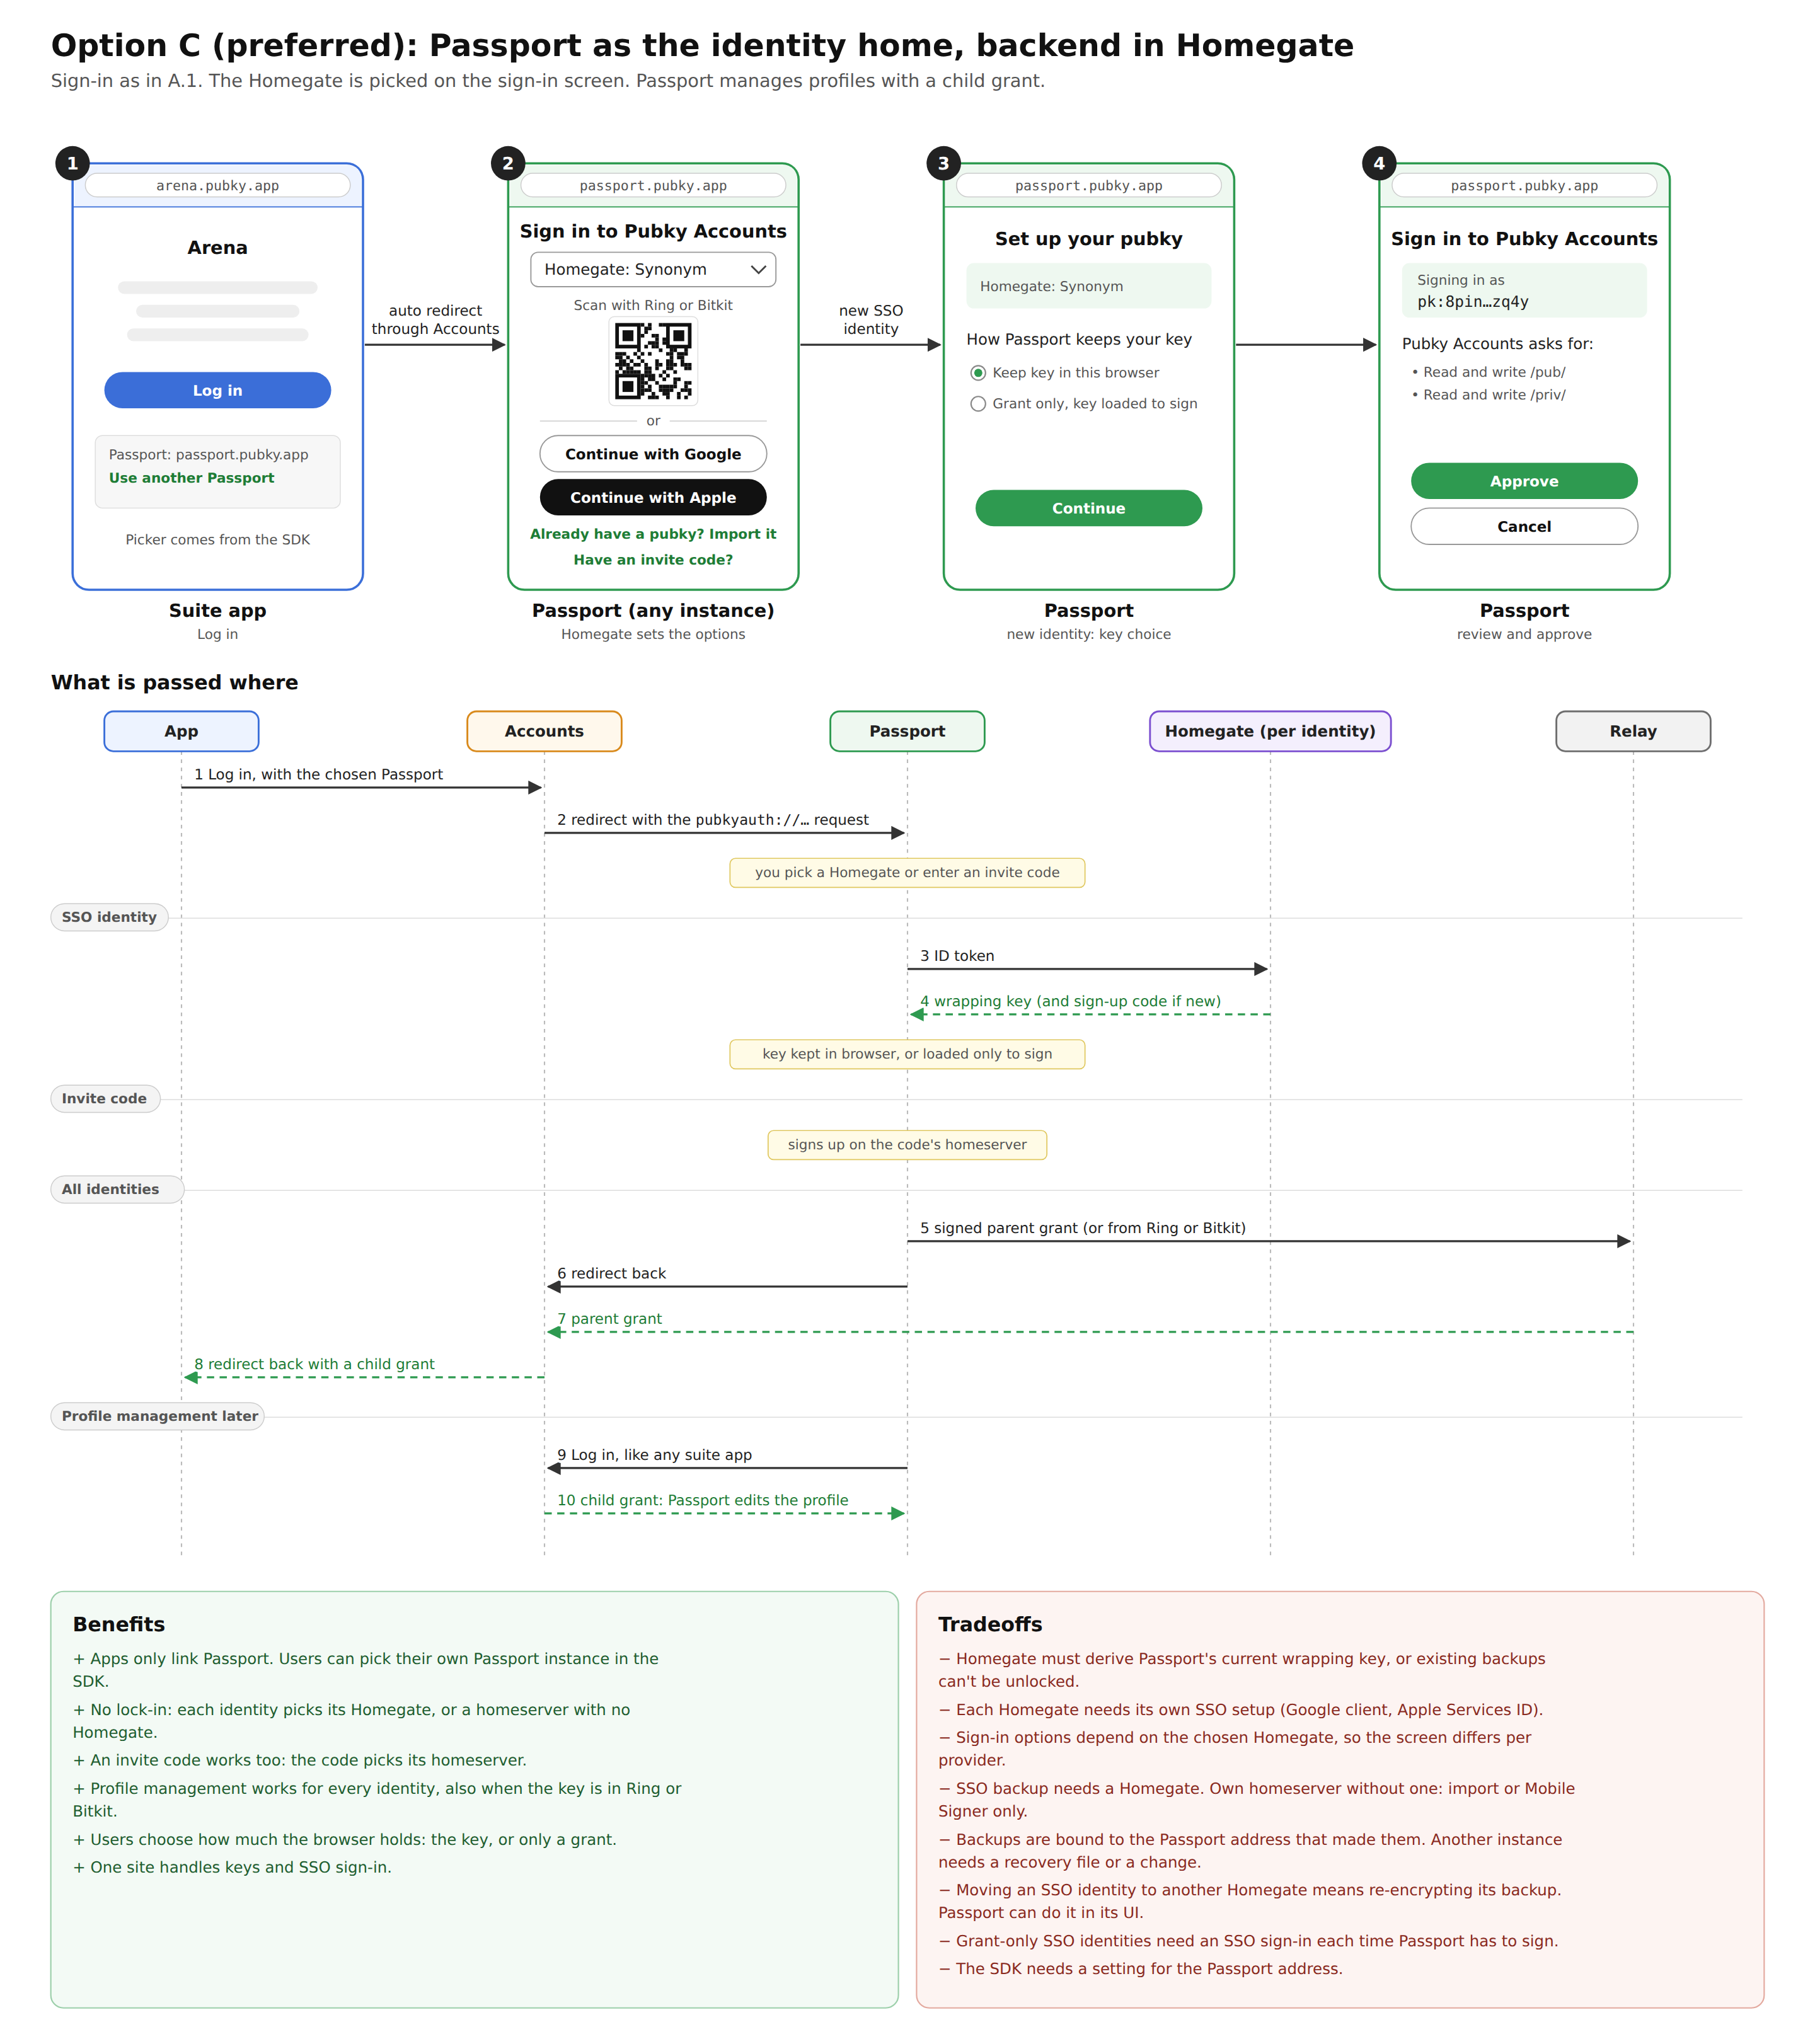 Option C (preferred): Passport as the identity home, backend in Homegate
Sign-in as in A.1. The Homegate is picked on the sign-in screen. Passport manages profiles with a child grant.
1
arena.pubky.app
Arena
Log in
Passport: passport.pubky.app
Use another Passport
Picker comes from the SDK
Suite app
Log in
auto redirect
through Accounts
2
passport.pubky.app
Sign in to Pubky Accounts
Homegate: Synonym
Scan with Ring or Bitkit
or
Continue with Google
Continue with Apple
Already have a pubky? Import it
Have an invite code?
Passport (any instance)
Homegate sets the options
new SSO
identity
3
passport.pubky.app
Set up your pubky
Homegate: Synonym
How Passport keeps your key
Keep key in this browser
Grant only, key loaded to sign
Continue
Passport
new identity: key choice
4
passport.pubky.app
Sign in to Pubky Accounts
Signing in as
pk:8pin…zq4y
Pubky Accounts asks for:
• Read and write /pub/
• Read and write /priv/
Approve
Cancel
Passport
review and approve
What is passed where
App
Accounts
Passport
Homegate (per identity)
Relay
1 Log in, with the chosen Passport
2 redirect with the pubkyauth://… request
you pick a Homegate or enter an invite code
SSO identity
3 ID token
4 wrapping key (and sign-up code if new)
key kept in browser, or loaded only to sign
Invite code
signs up on the code's homeserver
All identities
5 signed parent grant (or from Ring or Bitkit)
6 redirect back
7 parent grant
8 redirect back with a child grant
Profile management later
9 Log in, like any suite app
10 child grant: Passport edits the profile
Benefits
+ Apps only link Passport. Users can pick their own Passport instance in the
SDK.
+ No lock-in: each identity picks its Homegate, or a homeserver with no
Homegate.
+ An invite code works too: the code picks its homeserver.
+ Profile management works for every identity, also when the key is in Ring or
Bitkit.
+ Users choose how much the browser holds: the key, or only a grant.
+ One site handles keys and SSO sign-in.
Tradeoffs
− Homegate must derive Passport's current wrapping key, or existing backups
can't be unlocked.
− Each Homegate needs its own SSO setup (Google client, Apple Services ID).
− Sign-in options depend on the chosen Homegate, so the screen differs per
provider.
− SSO backup needs a Homegate. Own homeserver without one: import or Mobile
Signer only.
− Backups are bound to the Passport address that made them. Another instance
needs a recovery file or a change.
− Moving an SSO identity to another Homegate means re-encrypting its backup.
Passport can do it in its UI.
− Grant-only SSO identities need an SSO sign-in each time Passport has to sign.
− The SDK needs a setting for the Passport address.